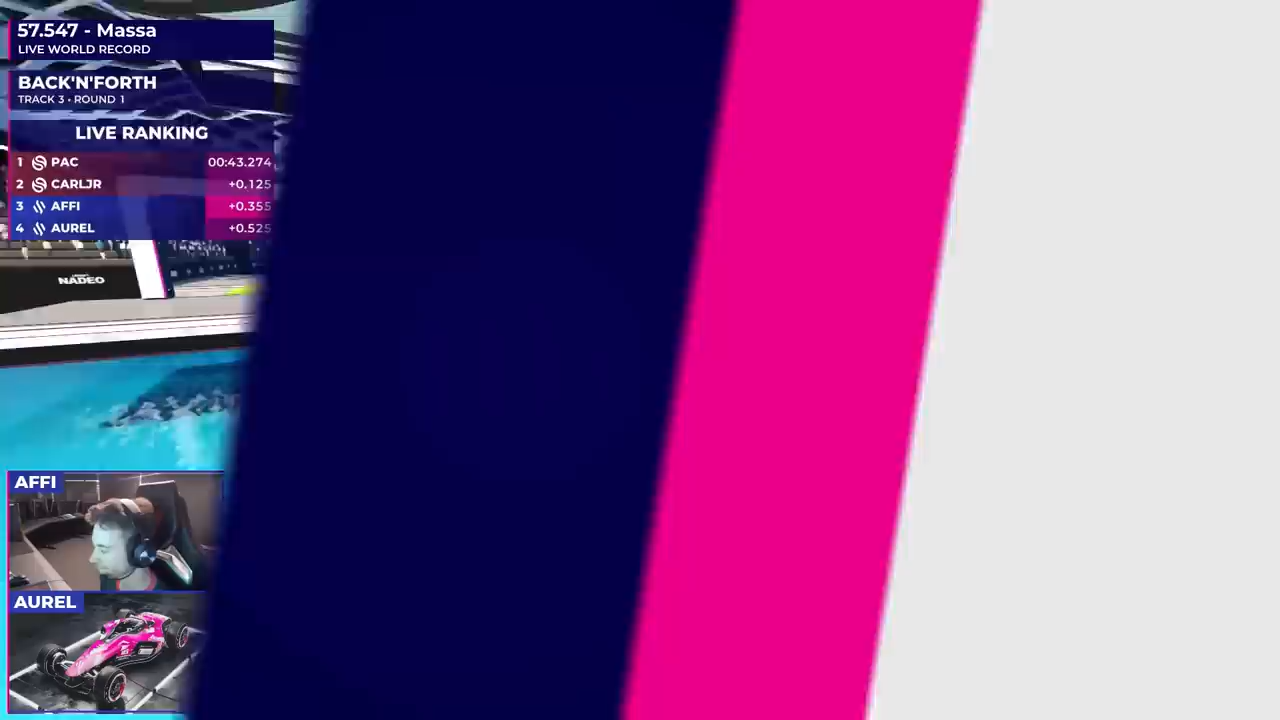 57.547 - Massa
LIVE WORLD RECORD
BACK'N'FORTH
TRACK 3 • ROUND 1
LIVE RANKING
1 PAC 00:43.274
2 CARLJR +0.125
3 AFFI +0.355
4 AUREL +0.525
NADEO
AFFI
AUREL